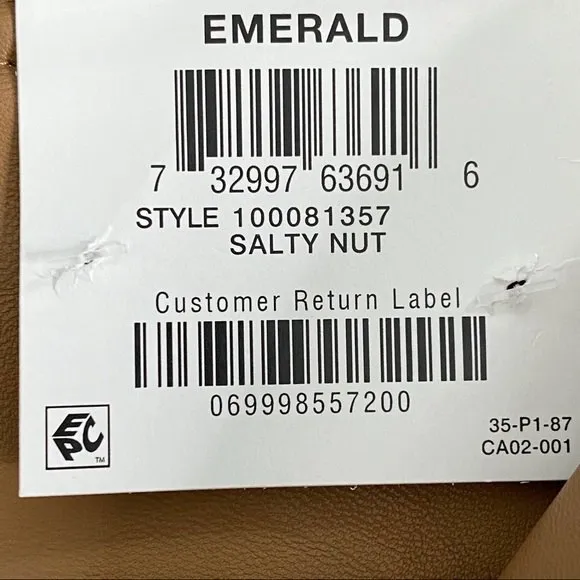 EMERALD
7 32997 63691 6
STYLE 100081357
SALTY NUT
Customer Return Label
069998557200
EPC
TM
35-P1-87
CA02-001